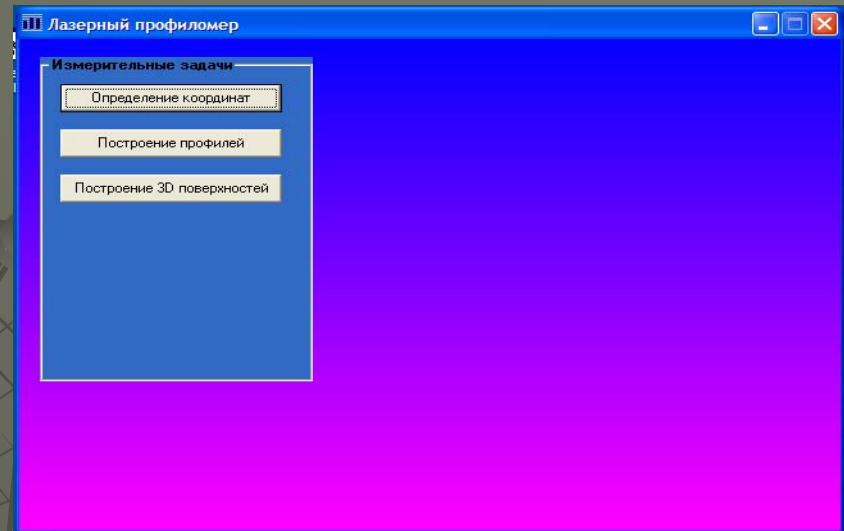 Лазерный профиломер
Измерительные задачи
Определение координат
Построение профилей
Построение 3D поверхностей